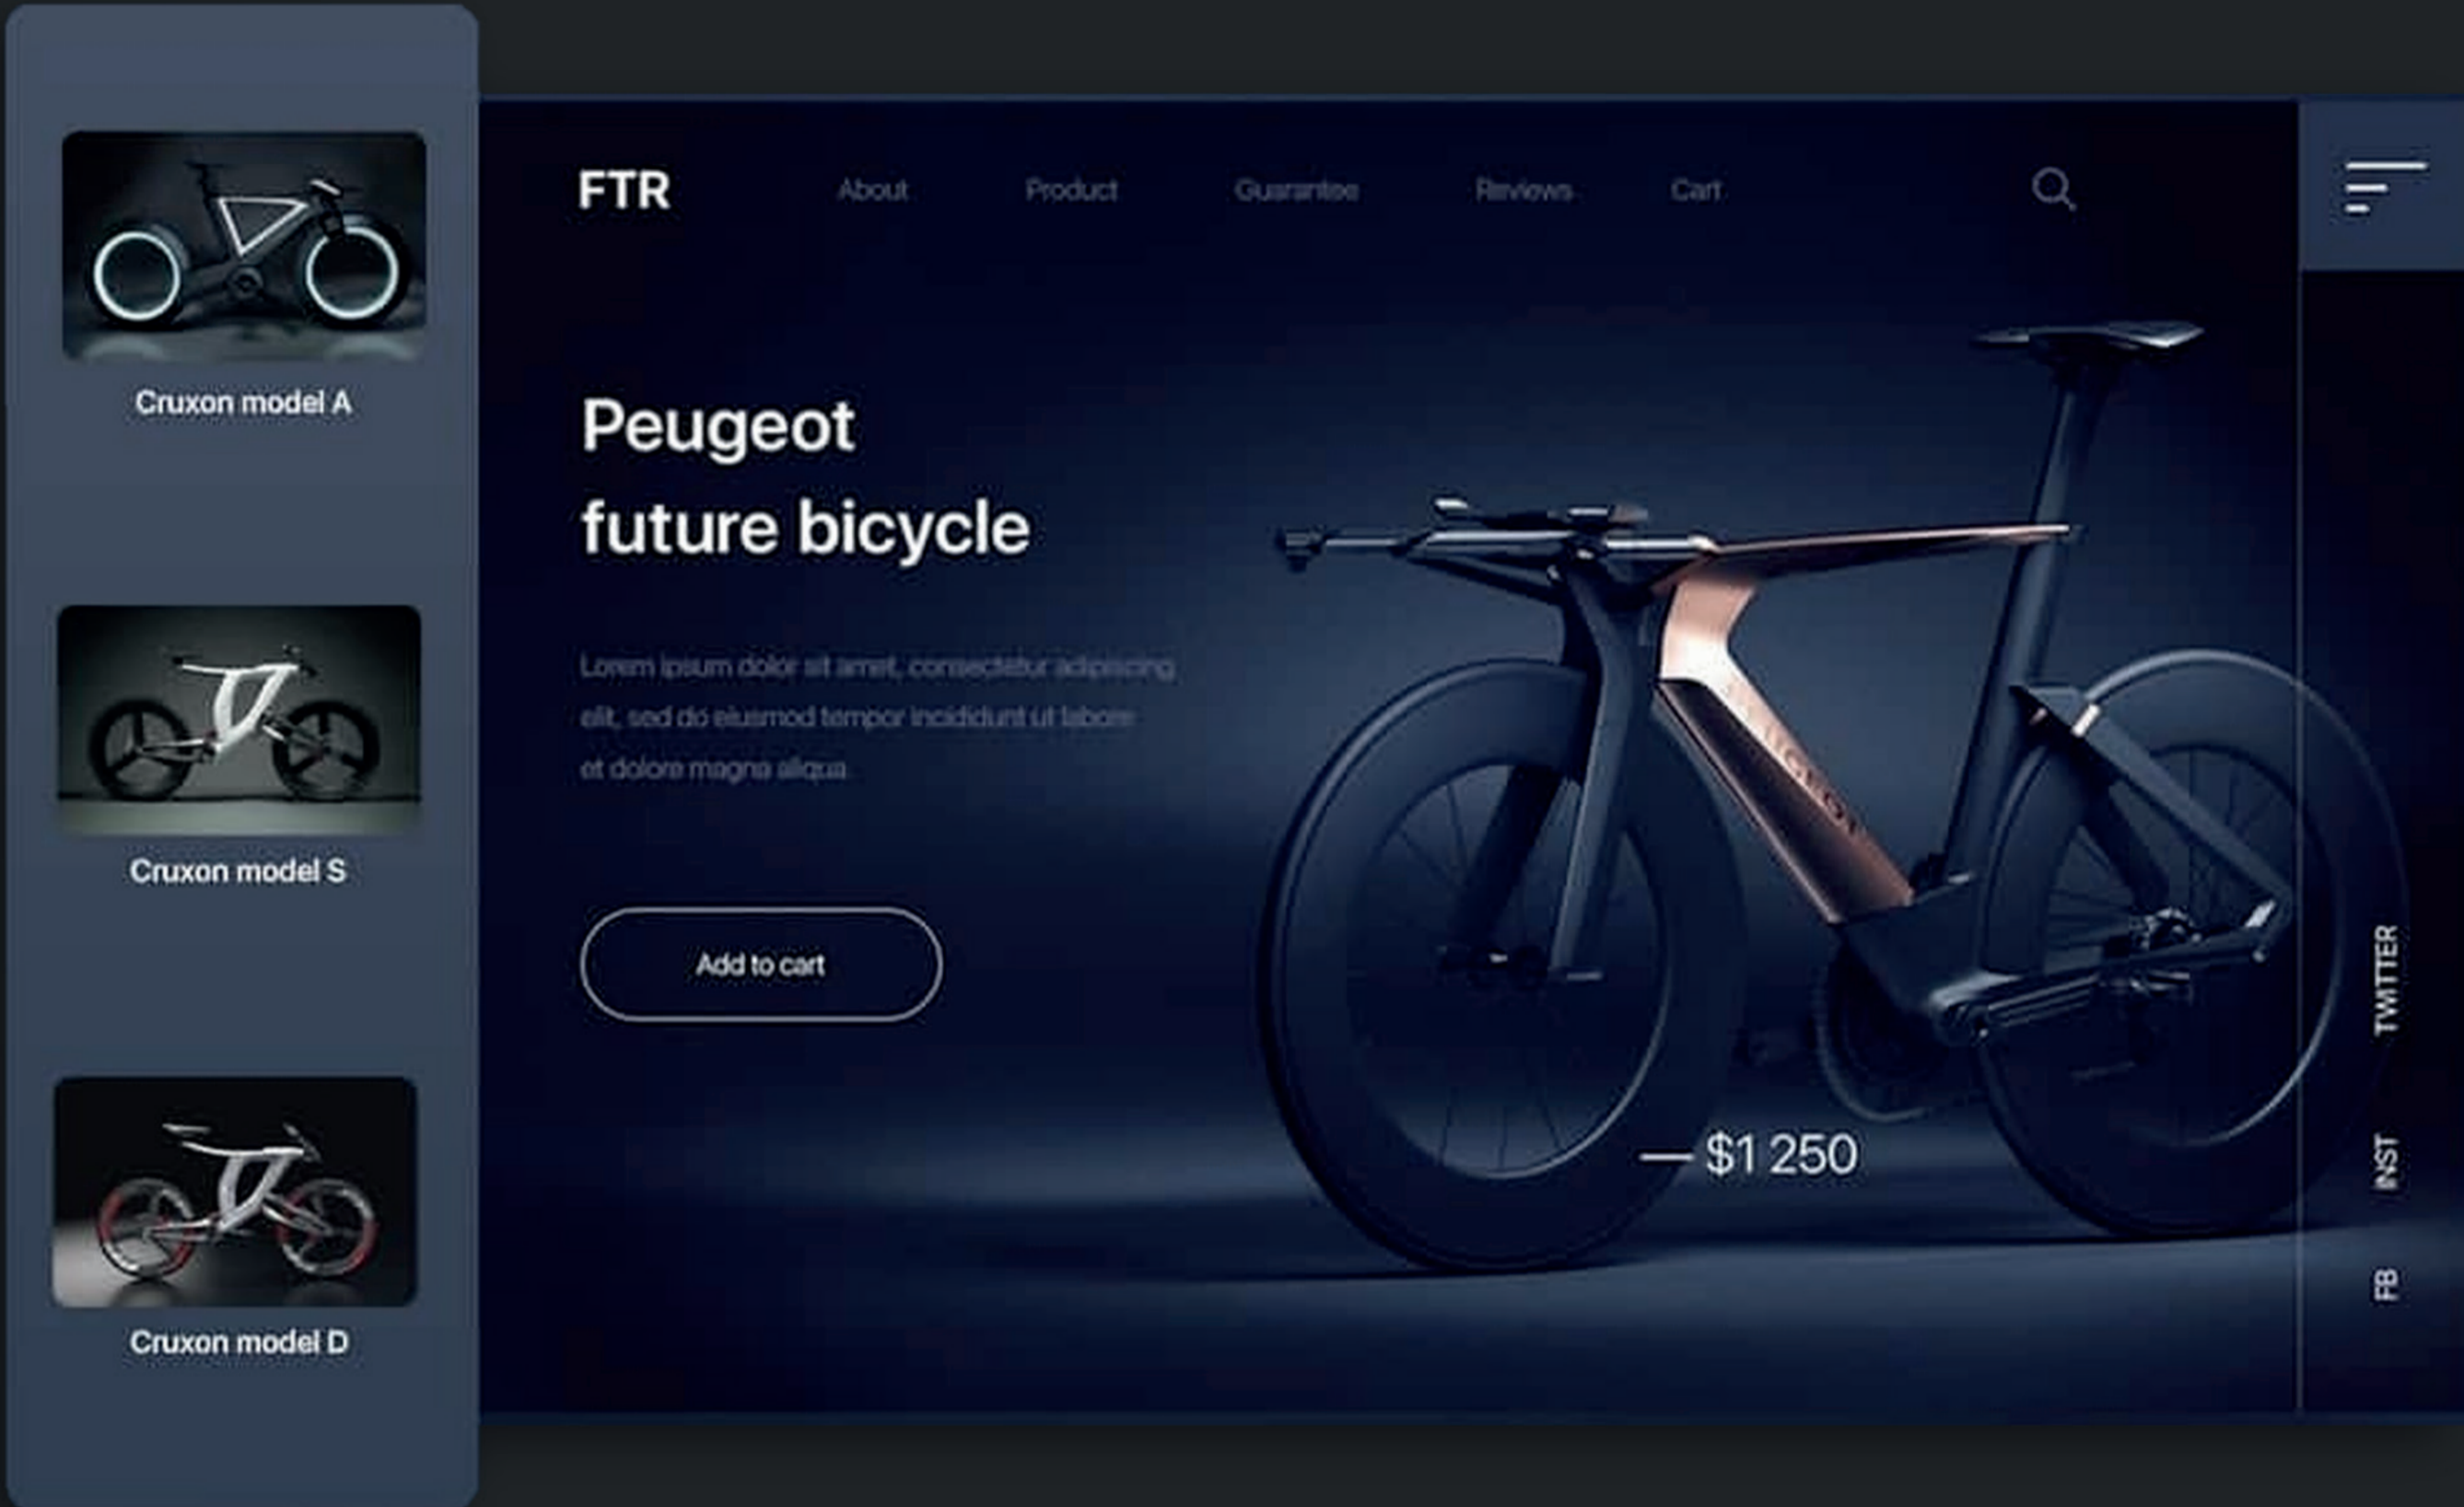 Cruxon model A
Cruxon model S
Cruxon model D
FTR
About
Product
Guarantee
Reviews
Cart
Peugeot
future bicycle
Lorem ipsum dolor sit amet, consectetur adipiscing
elit, sed do eiusmod tempor incididunt ut labore
et dolore magna aliqua
Add to cart
— $1 250
TWITTER
INST
FB